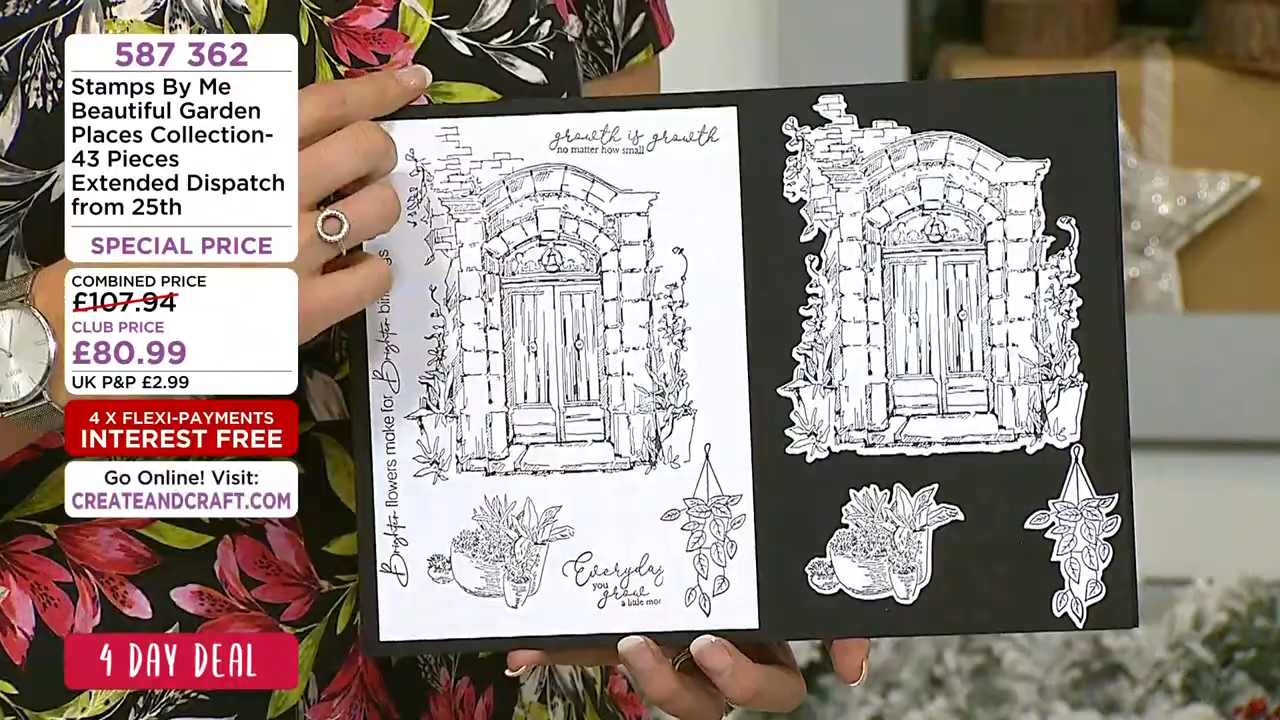 587 362
Stamps By Me
Beautiful Garden
Places Collection-
43 Pieces
Extended Dispatch
from 25th
SPECIAL PRICE
COMBINED PRICE
£107.94
CLUB PRICE
£80.99
UK P&P £2.99
4 X FLEXI-PAYMENTS
INTEREST FREE
Go Online! Visit:
CREATEANDCRAFT.COM
4 DAY DEAL
growth is growth
no matter how small
Brighter flowers make for Brighter
Everyday
you
grow
a little